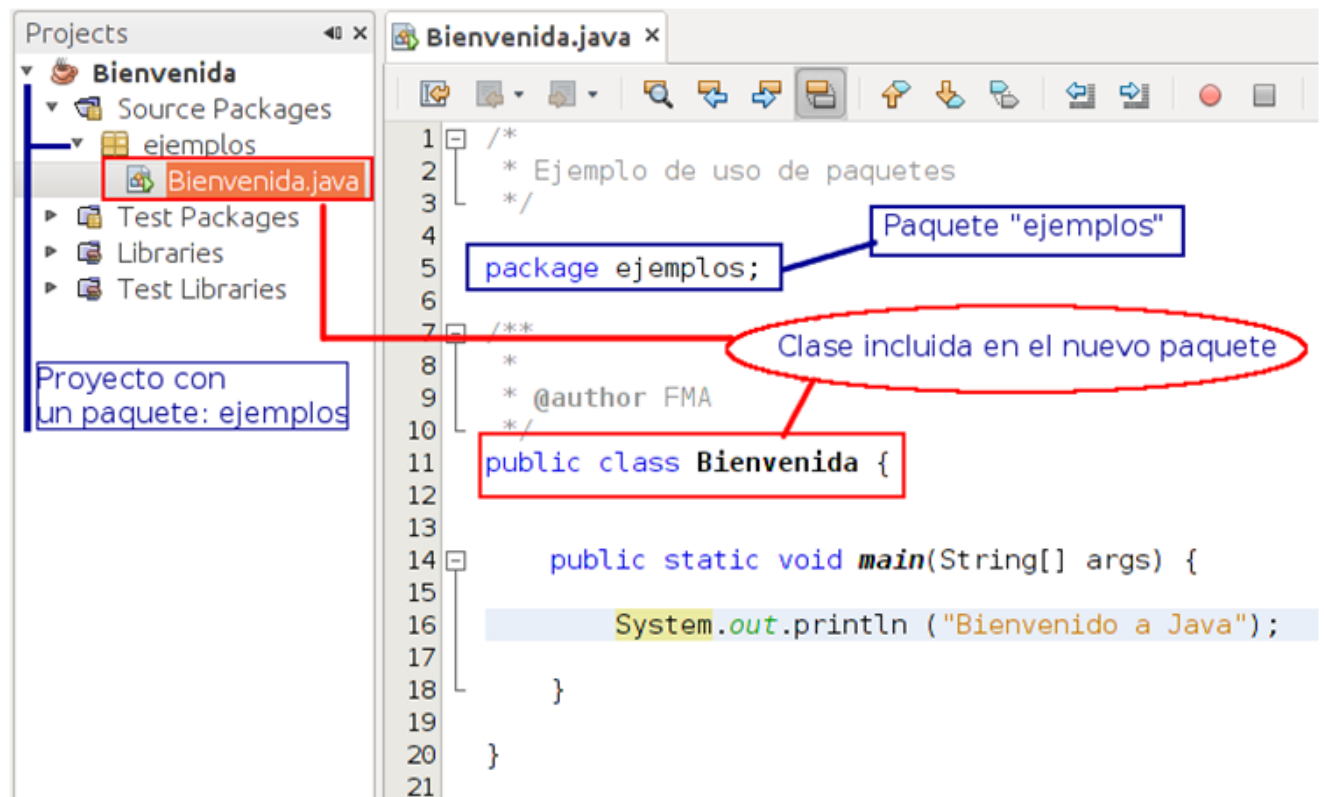 Projects
Bienvenida
Source Packages
ejemplos
Bienvenida.java
Test Packages
Libraries
Test Libraries
Proyecto con
un paquete: ejemplos
Bienvenida.java
1 /*
2 * Ejemplo de uso de paquetes
3 */
4
5 package ejemplos;
Paquete "ejemplos"
6
7 /**
Clase incluida en el nuevo paquete
8 *
9 * @author FMA
10 */
11 public class Bienvenida {
12
13
14 public static void main(String[] args) {
15
16 System.out.println ("Bienvenido a Java");
17
18 }
19
20 }
21